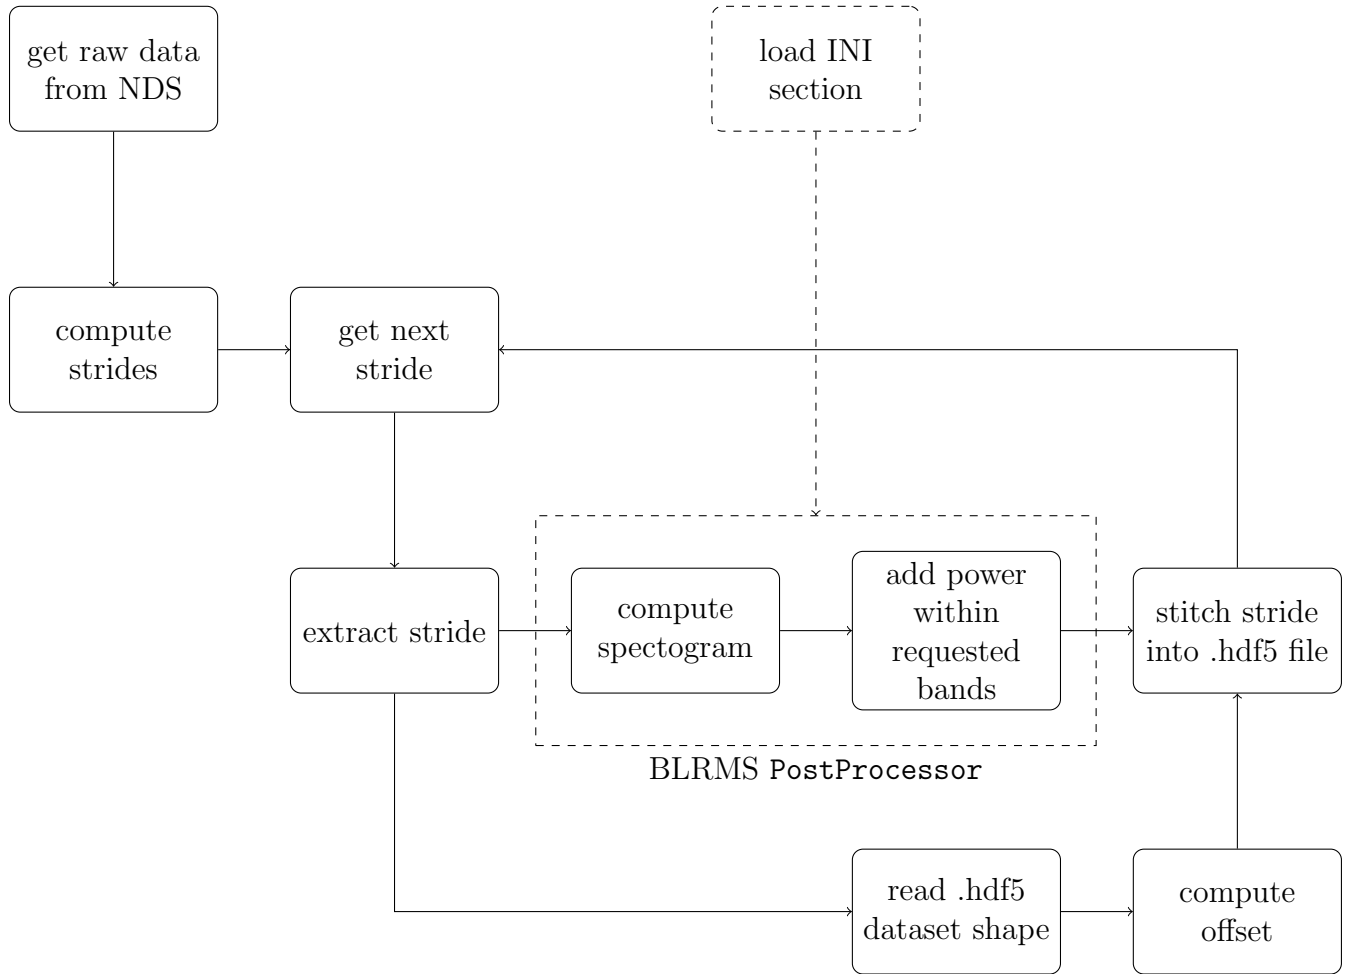 get raw data
from NDS
load INI
section
compute
strides
get next
stride
extract stride
compute
spectogram
add power
within
requested
bands
stitch stride
into .hdf5 file
BLRMS PostProcessor
read .hdf5
dataset shape
compute
offset